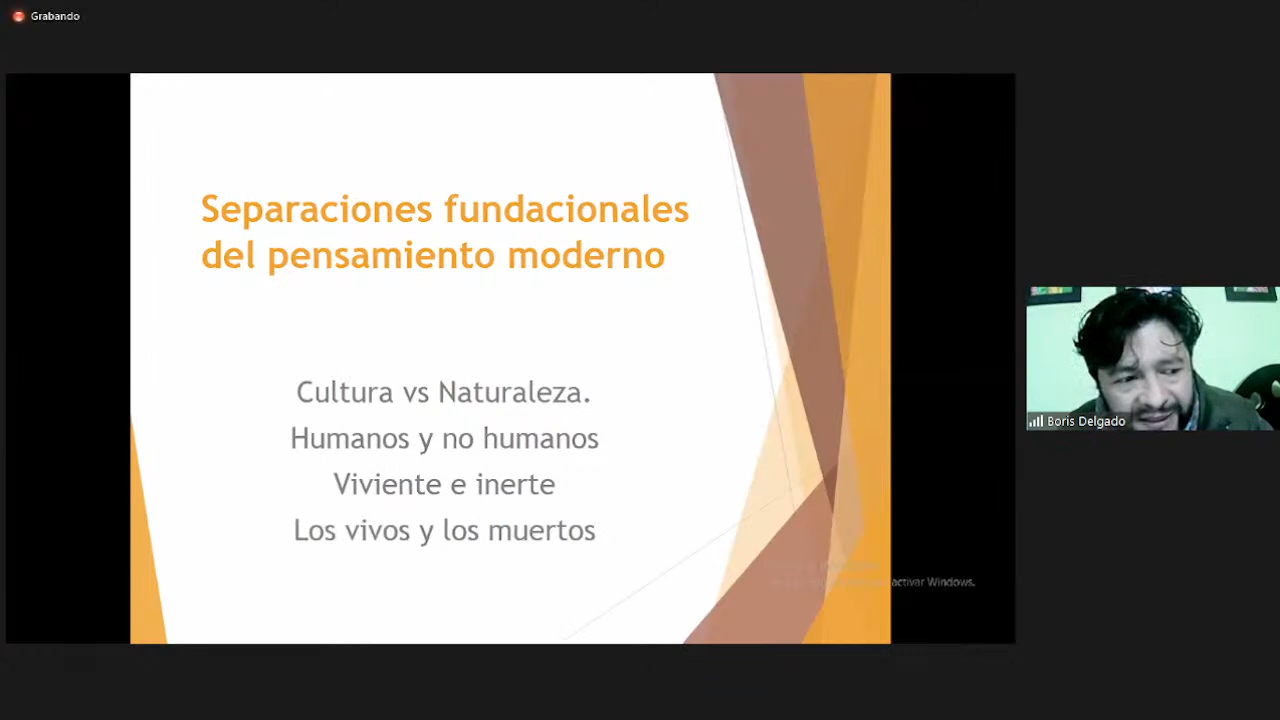 Grabando
Separaciones fundacionales
del pensamiento moderno
Cultura vs Naturaleza.
Humanos y no humanos
Viviente e inerte
Los vivos y los muertos
activar Windows.
Boris Delgado